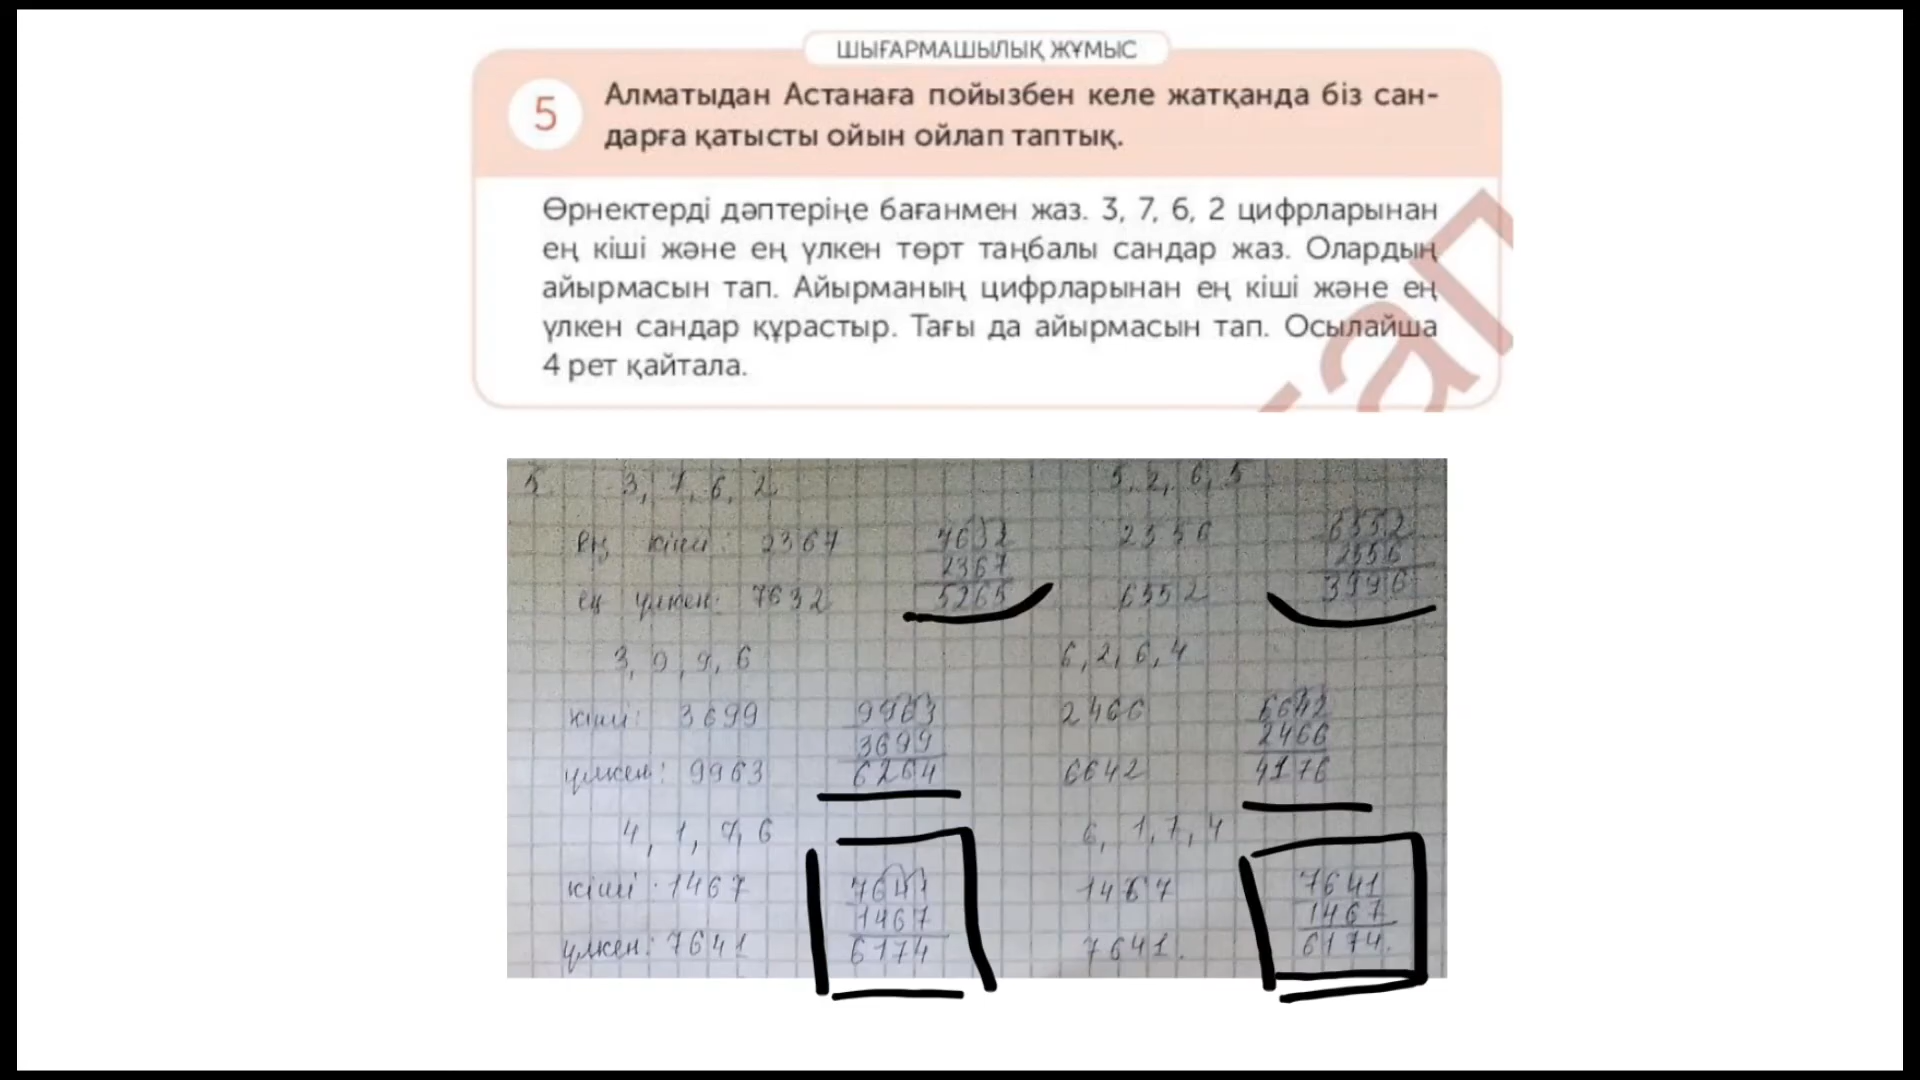 ШЫҒАРМАШЫЛЫҚ ЖҰМЫС
5
Алматыдан Астанаға пойызбен келе жатқанда біз сан-
дарға қатысты ойын ойлап таптық.
Өрнектерді дәптеріңе бағанмен жаз. 3, 7, 6, 2 цифрларынан
ең кіші және ең үлкен төрт таңбалы сандар жаз. Олардың
айырмасын тап. Айырманың цифрларынан ең кіші және ең
үлкен сандар құрастыр. Тағы да айырмасын тап. Осылайша
4 рет қайтала.
5. 3, 7, 6, 2
ең кіші: 2367
ең үлкен: 7632
7632
2367
5265
5, 2, 6, 5
2556
6552
6552
2556
3996
3, 9, 9, 6
кіші: 3699
үлкен: 9963
9963
3699
6264
6, 2, 6, 4
2466
6642
6642
2466
4176
4, 1, 7, 6
кіші: 1467
үлкен: 7641
7641
1467
6174
6, 1, 7, 4
1467
7641.
7641
1467
6174.